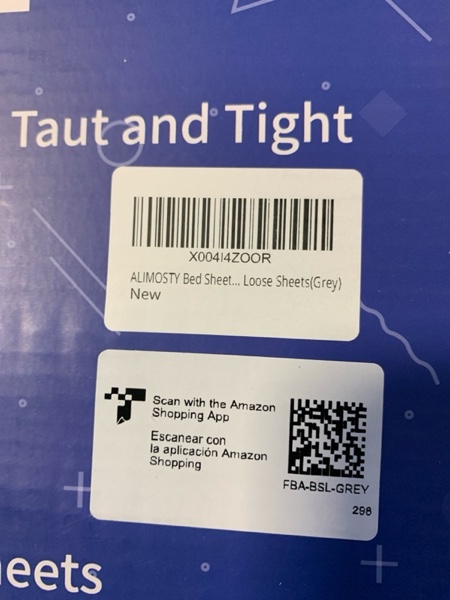 Taut and Tight
X004I4ZOOR
ALIMOSTY Bed Sheet... Loose Sheets(Grey)
New
Scan with the Amazon
Shopping App
Escanear con
la aplicación Amazon
Shopping
FBA-BSL-GREY
298